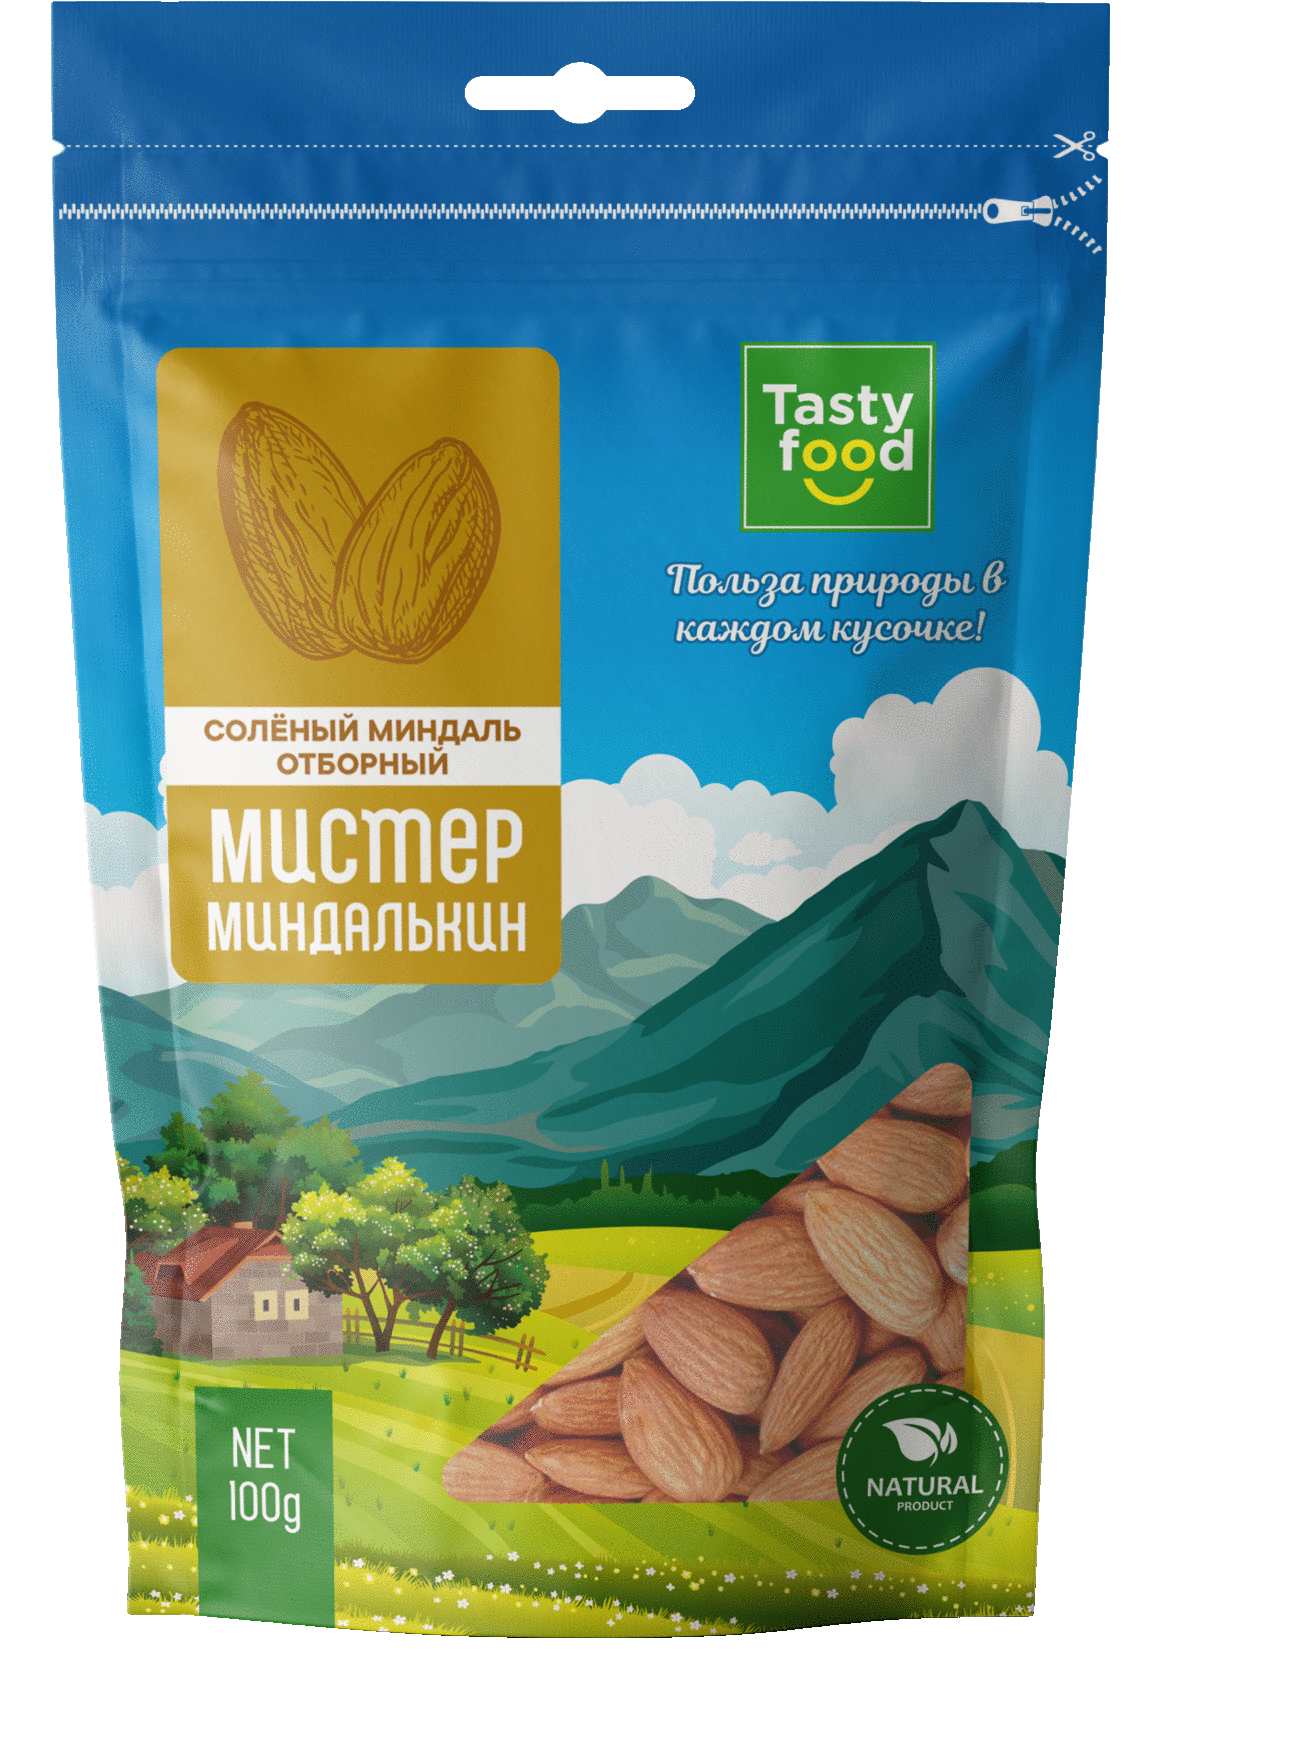 Tasty
food
Польза природы в
каждом кусочке!
СОЛЁНЫЙ МИНДАЛЬ
ОТБОРНЫЙ
МИСТЕР
МИНДАЛЬКИН
NET
100g
NATURAL
PRODUCT